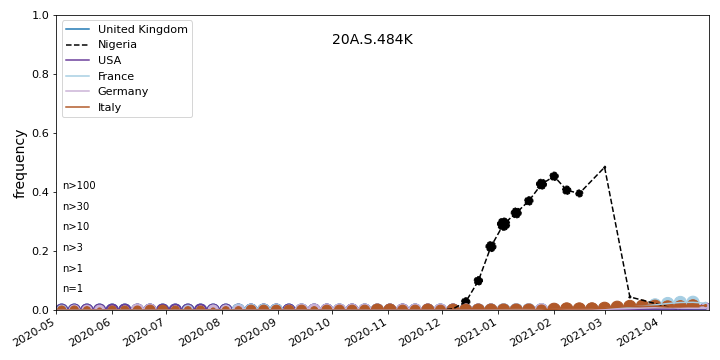 20A.S.484K
United Kingdom
Nigeria
USA
France
Germany
Italy
frequency
1.0
0.8
0.6
0.4
0.2
0.0
n>100
n>30
n>10
n>3
n>1
n=1
2020-05
2020-06
2020-07
2020-08
2020-09
2020-10
2020-11
2020-12
2021-01
2021-02
2021-03
2021-04